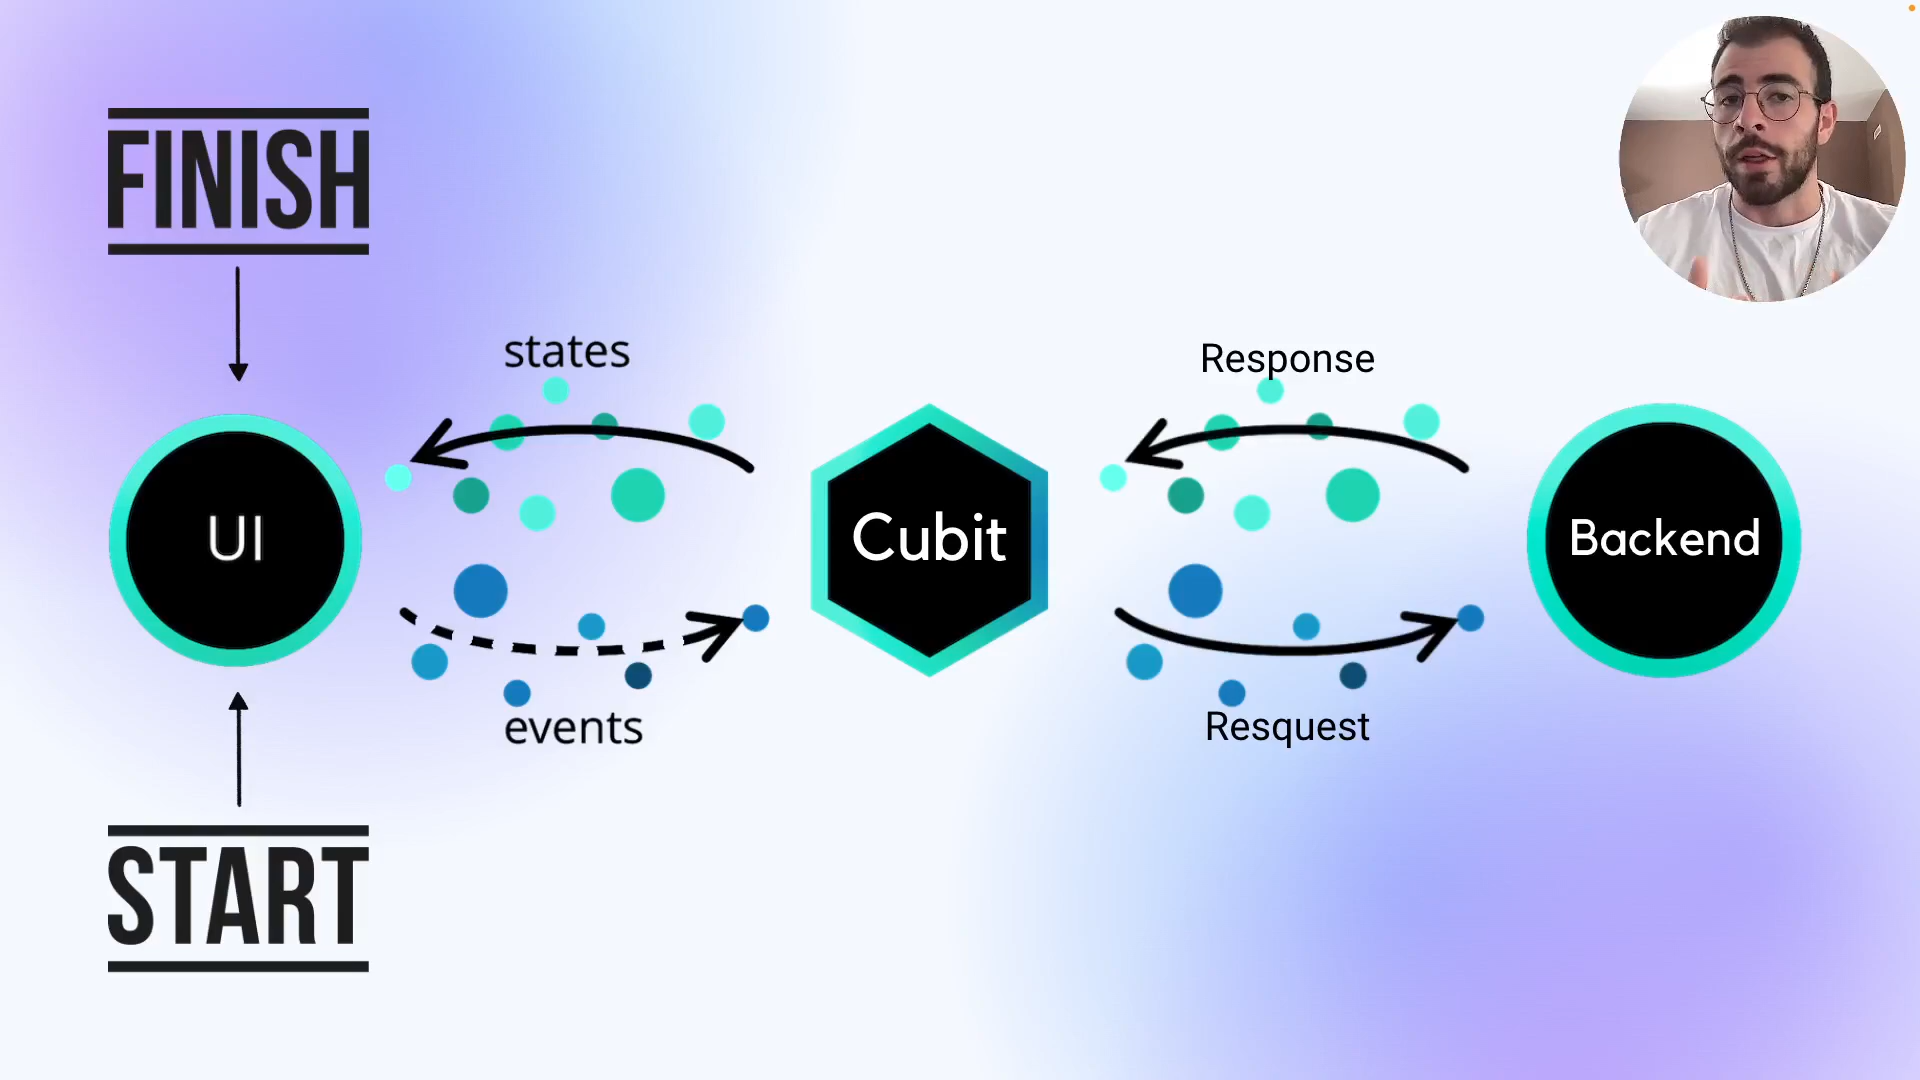 FINISH
states
Response
UI
Cubit
Backend
events
Resquest
START